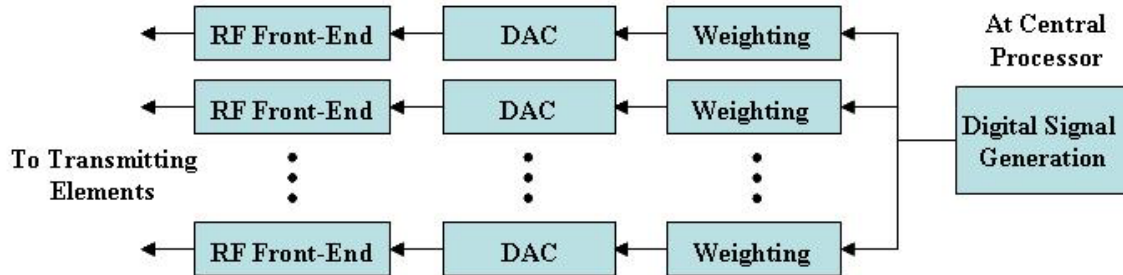 RF Front-End DAC Weighting
At Central
Processor
RF Front-End DAC Weighting
Digital Signal
Generation
To Transmitting
Elements
RF Front-End DAC Weighting